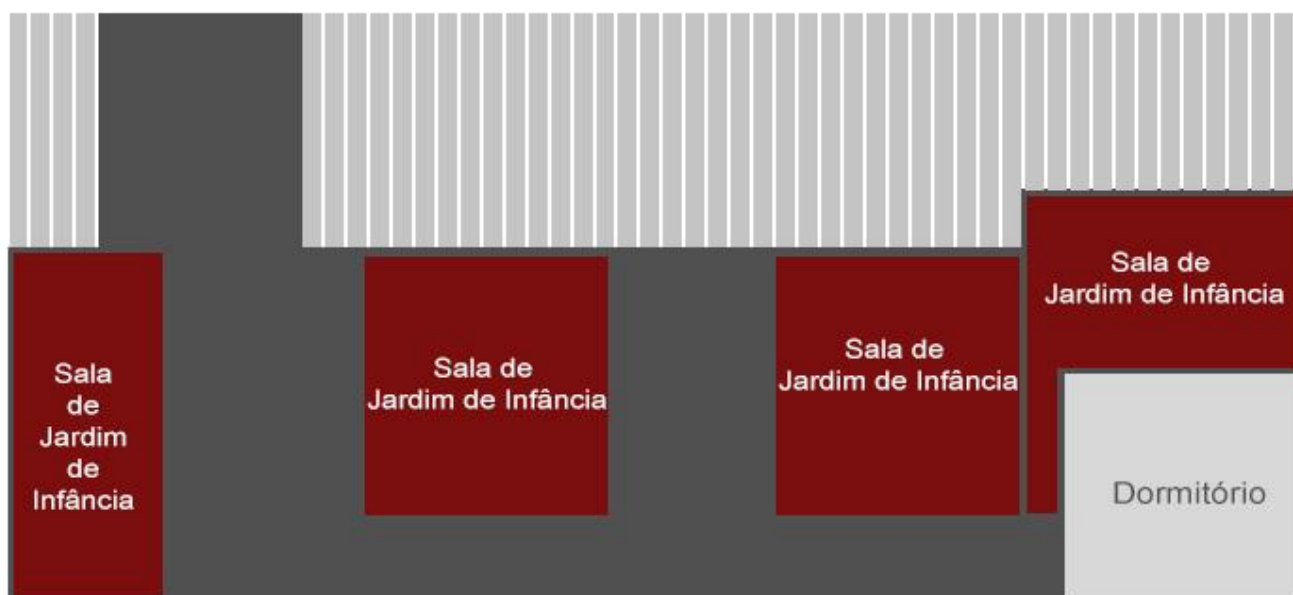 Sala
de
Jardim
de
Infância
Sala de
Jardim de Infância
Sala de
Jardim de Infância
Sala de
Jardim de Infância
Dormitório